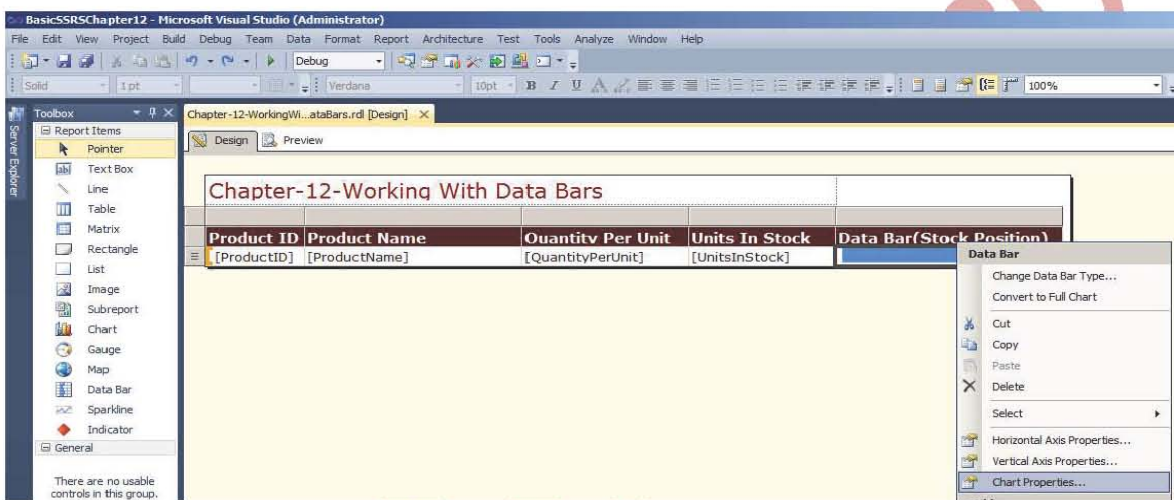 BasicSSRSChapter12 - Microsoft Visual Studio (Administrator)
File Edit View Project Build Debug Team Data Format Report Architecture Test Tools Analyze Window Help
Debug
Solid 1 pt Verdana 10pt B I U A 100%
Server Explorer
Toolbox
Chapter-12-WorkingWi...ataBars.rdl [Design]
Report Items
Design Preview
Pointer
Text Box
Line
Table
Matrix
Rectangle
List
Image
Subreport
Chart
Gauge
Map
Data Bar
Sparkline
Indicator
General
There are no usable
controls in this group.
Chapter-12-Working With Data Bars
Product ID Product Name Quantity Per Unit Units In Stock Data Bar(Stock Position)
[ProductID] [ProductName] [QuantityPerUnit] [UnitsInStock]
Data Bar
Change Data Bar Type...
Convert to Full Chart
Cut
Copy
Paste
Delete
Select
Horizontal Axis Properties...
Vertical Axis Properties...
Chart Properties...